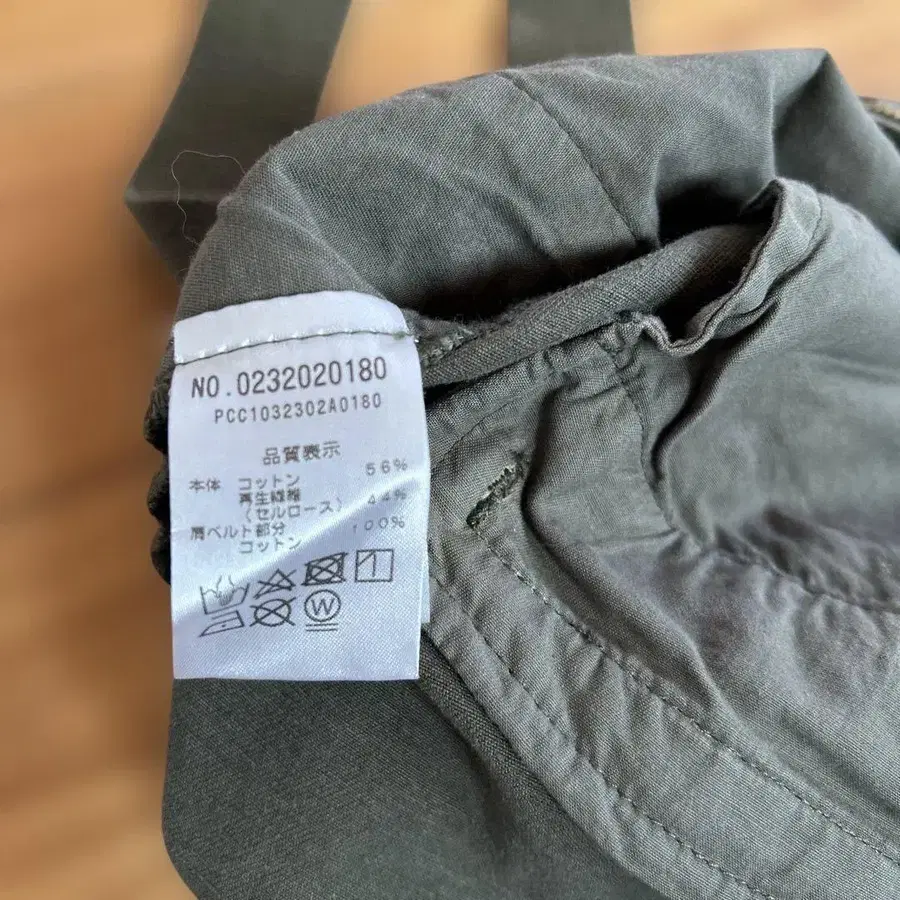 NO.0232020180
PCC1032302A0180
品質表示
本体 コットン 56%
再生繊維 44%
(セルロース)
肩ベルト部分 100%
コットン
W